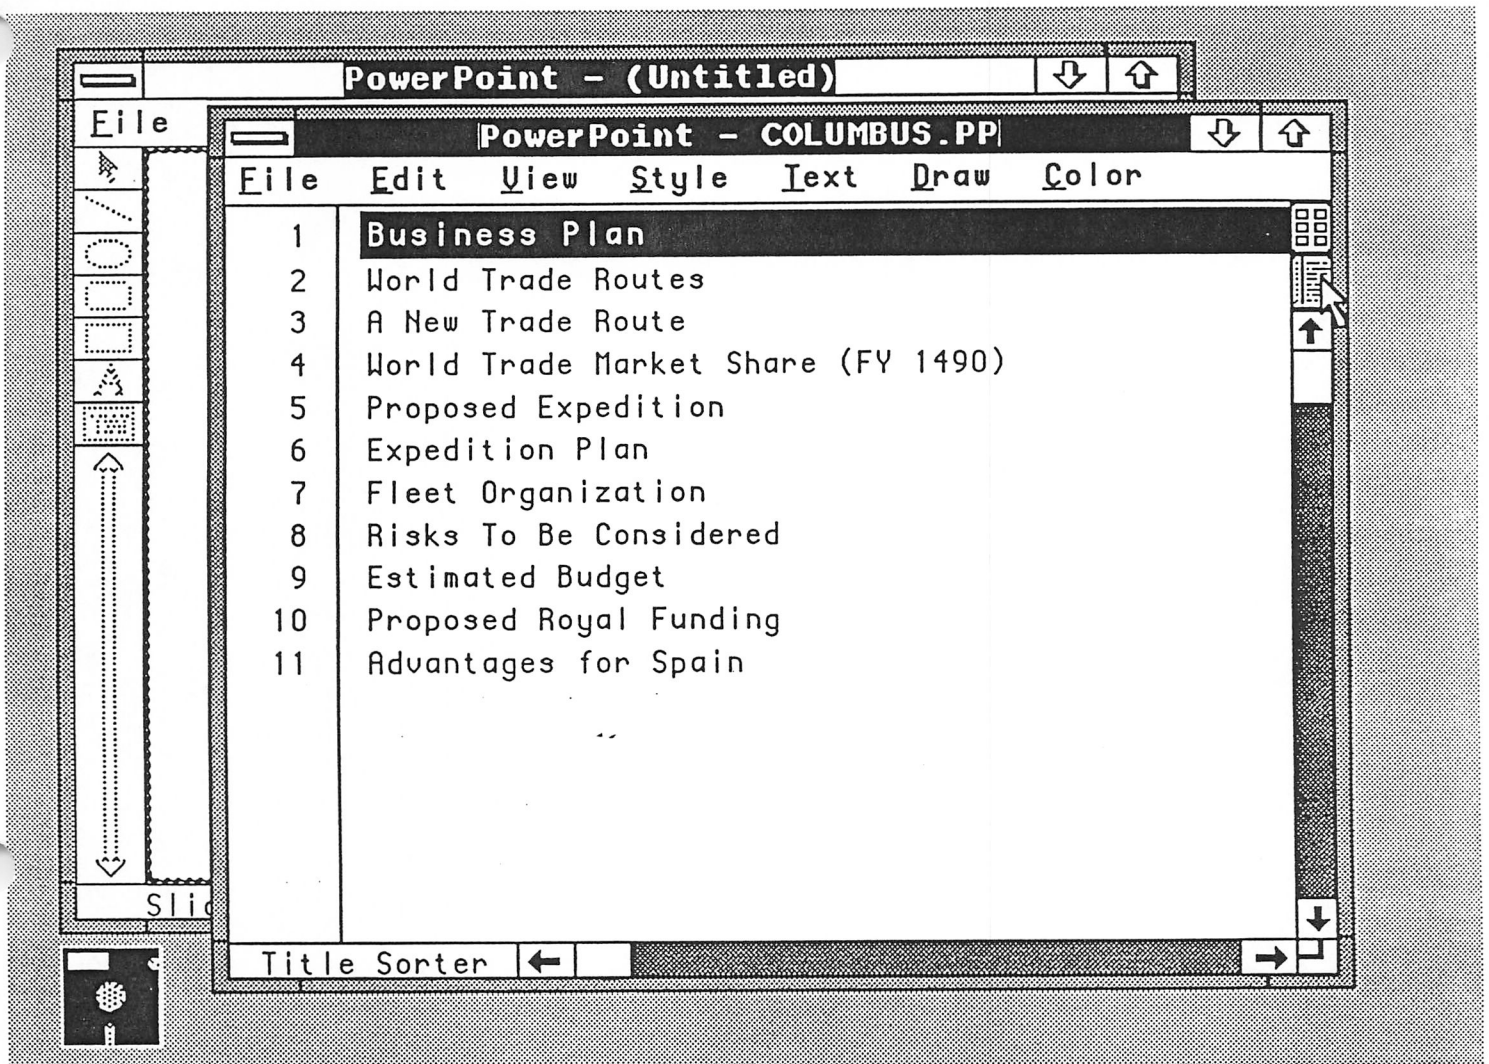 PowerPoint - (Untitled)
File
PowerPoint - COLUMBUS.PP
File Edit View Style Text Draw Color
1 Business Plan
2 World Trade Routes
3 A New Trade Route
4 World Trade Market Share (FY 1490)
5 Proposed Expedition
6 Expedition Plan
7 Fleet Organization
8 Risks To Be Considered
9 Estimated Budget
10 Proposed Royal Funding
11 Advantages for Spain
A
Title Sorter